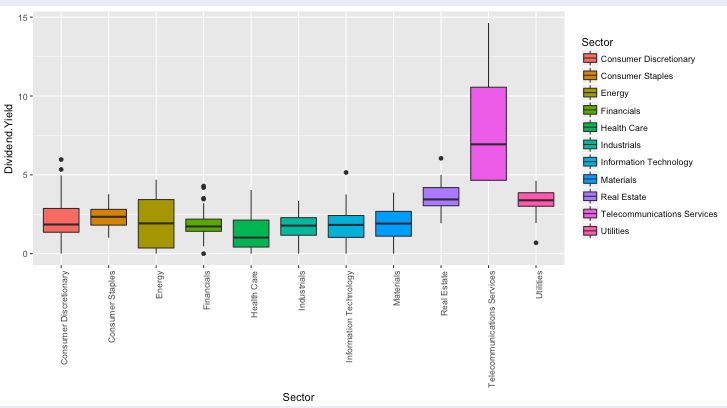 15
10
5
0
Dividend.Yield
Consumer Discretionary
Consumer Staples
Energy
Financials
Health Care
Industrials
Information Technology
Materials
Real Estate
Telecommunications Services
Utilities
Sector
Sector
Consumer Discretionary
Consumer Staples
Energy
Financials
Health Care
Industrials
Information Technology
Materials
Real Estate
Telecommunications Services
Utilities